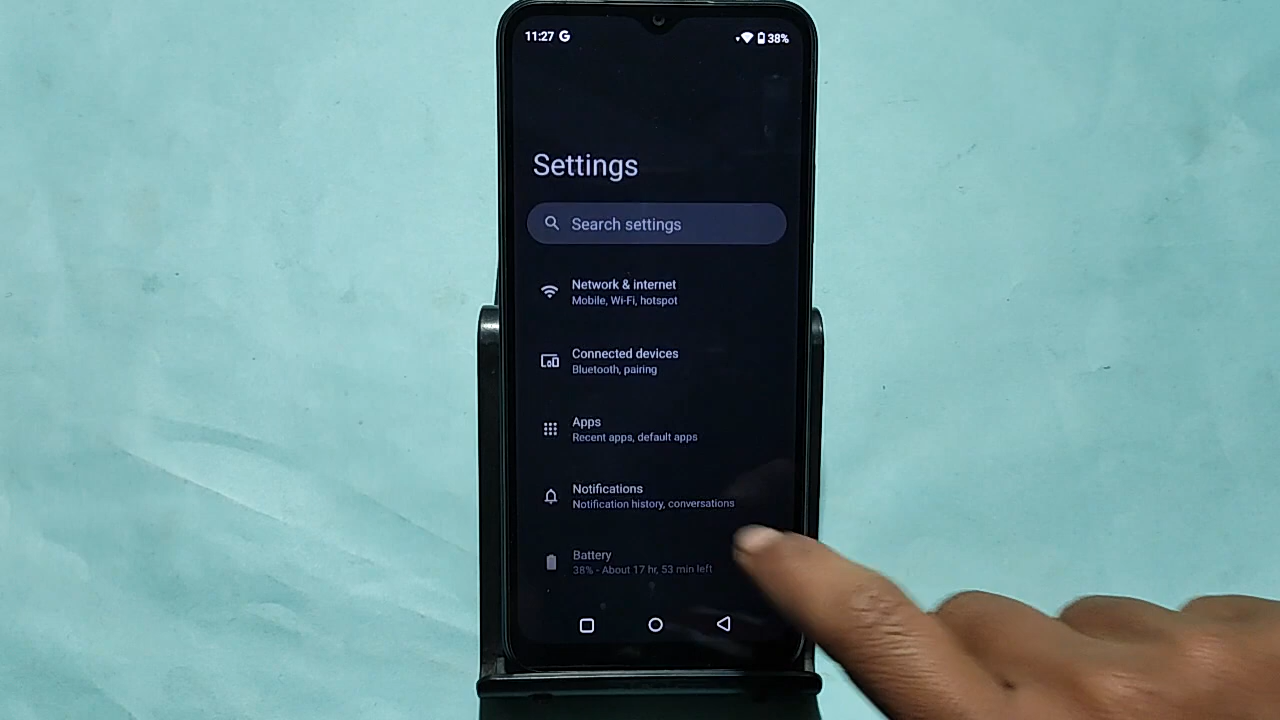 11:27 G 38%
Settings
Search settings
Network & internet
Mobile, Wi-Fi, hotspot
Connected devices
Bluetooth, pairing
Apps
Recent apps, default apps
Notifications
Notification history, conversations
Battery
38% - About 17 hr, 53 min left